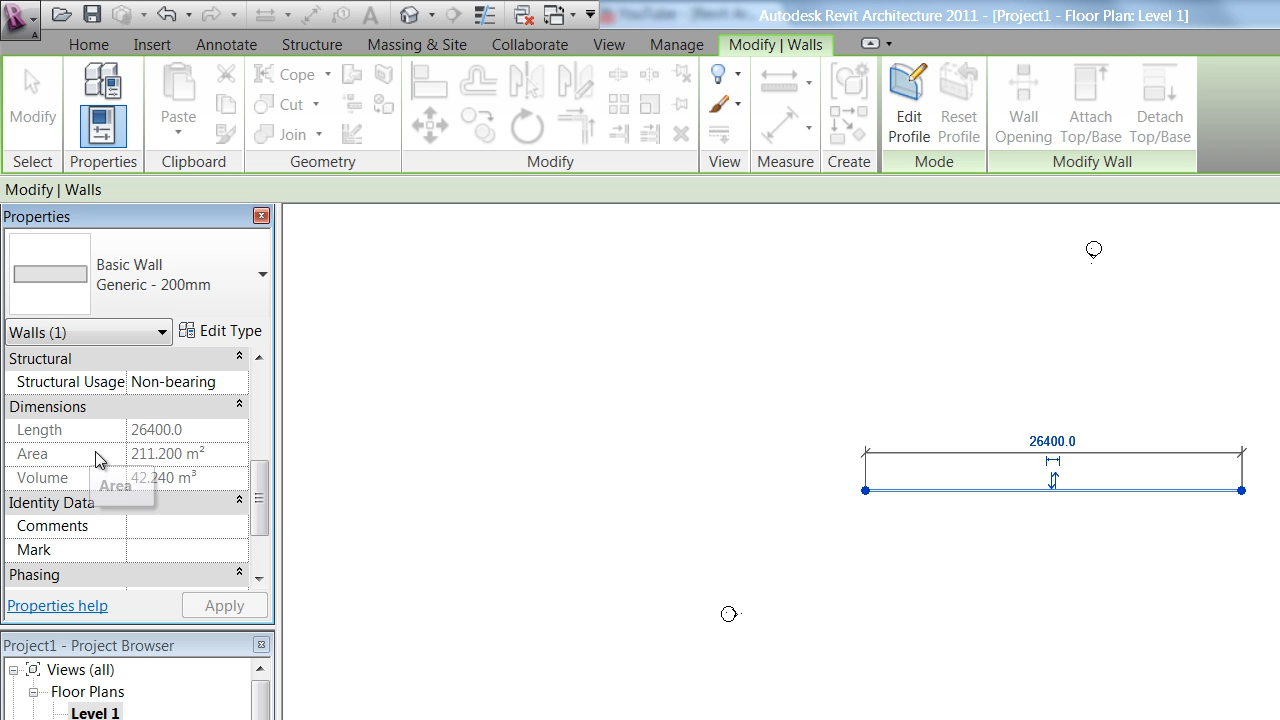 Autodesk Revit Architecture 2011 - [Project1 - Floor Plan: Level 1]
Home Insert Annotate Structure Massing & Site Collaborate View Manage Modify | Walls
Cope
Cut
Join
Modify Paste Edit Profile Reset Profile Wall Opening Attach Top/Base Detach Top/Base
Select Properties Clipboard Geometry Modify View Measure Create Mode Modify Wall
Modify | Walls
Properties
Basic Wall
Generic - 200mm
Walls (1) Edit Type
Structural
Structural Usage Non-bearing
Dimensions
Length 26400.0
Area 211.200 m²
Volume 42.240 m³
Area
Identity Data
Comments
Mark
Phasing
Properties help Apply
Project1 - Project Browser
Views (all)
Floor Plans
Level 1
26400.0